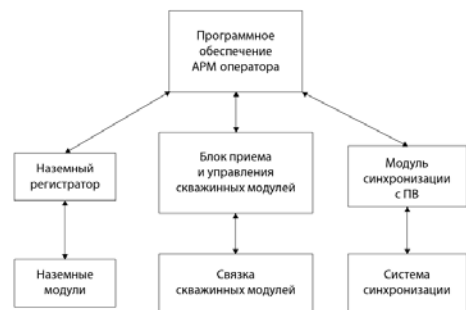 Программное
обеспечение
АРМ оператора
Наземный
регистратор
Блок приема
и управления
скважинных модулей
Модуль
синхронизации
с ПВ
Наземные
модули
Связка
скважинных модулей
Система
синхронизации